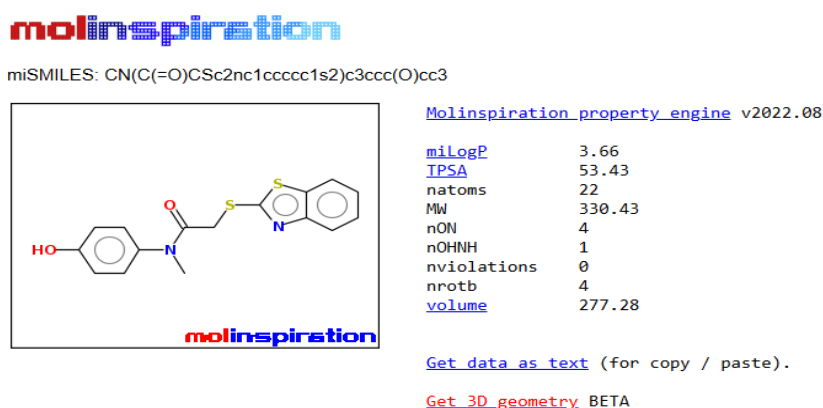 molinspiration
miSMILES: CN(C(=O)CSc2nc1ccccc1s2)c3ccc(O)cc3
Molinspiration property engine v2022.08
miLogP 3.66
TPSA 53.43
natoms 22
MW 330.43
nON 4
nOHNH 1
nviolations 0
nrotb 4
volume 277.28
O
S
S
N
HO
N
molinspiration
Get data as text (for copy / paste).
Get 3D geometry BETA